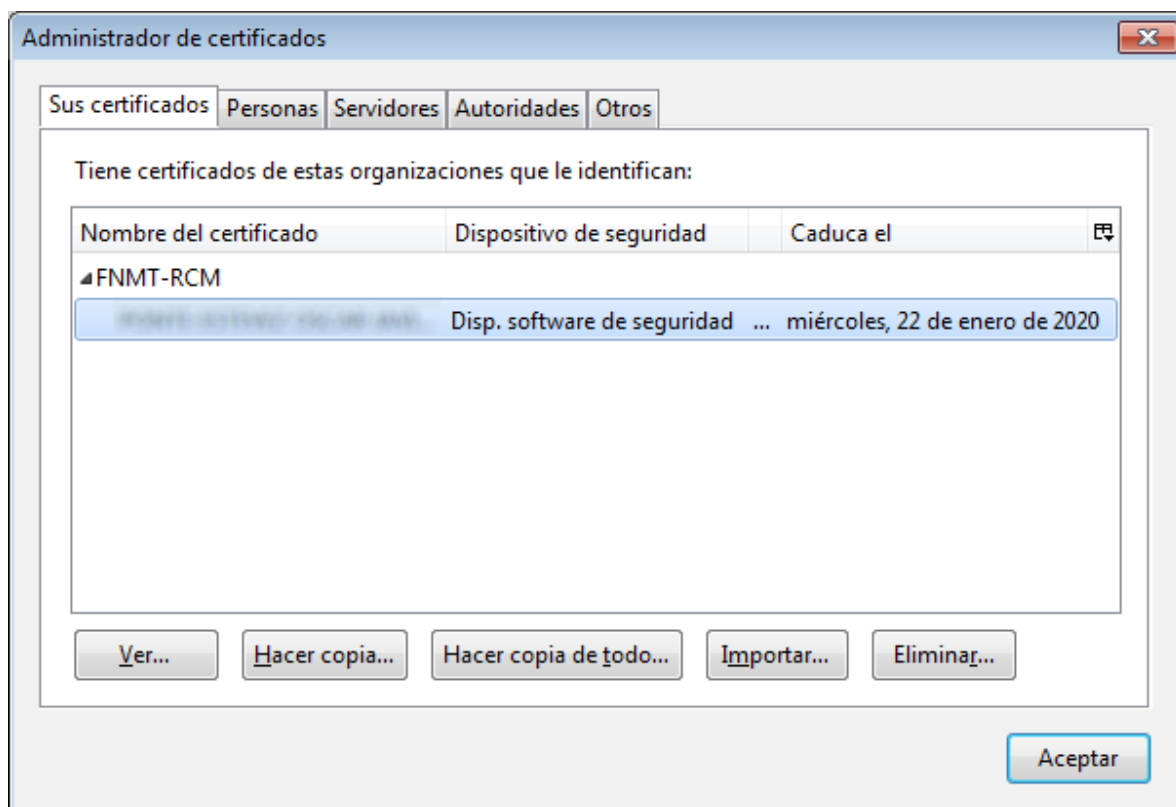 Administrador de certificados
Sus certificados Personas Servidores Autoridades Otros
Tiene certificados de estas organizaciones que le identifican:
Nombre del certificado Dispositivo de seguridad Caduca el
FNMT-RCM
Disp. software de seguridad ... miércoles, 22 de enero de 2020
Ver... Hacer copia... Hacer copia de todo... Importar... Eliminar...
Aceptar